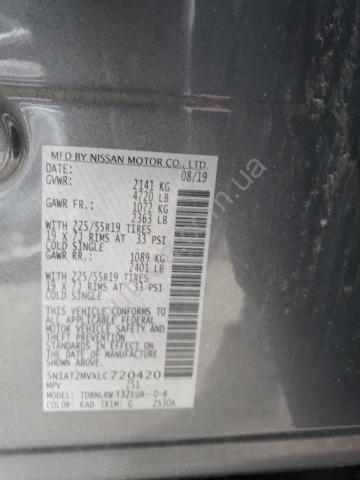 MFD BY NISSAN MOTOR CO., LTD.
DATE: 08/19
GVWR: 2141 KG
4720 LB
GAWR FR.: 1072 KG
2363 LB
WITH 225/55R19 TIRES
19 X 7J RIMS AT 33 PSI
COLD SINGLE
GAWR RR.: 1089 KG
2401 LB
WITH 225/55R19 TIRES
19 X 7J RIMS AT 33 PSI
COLD SINGLE
THIS VEHICLE CONFORMS TO ALL
APPLICABLE FEDERAL MOTOR
VEHICLE SAFETY, BUMPER, AND
THEFT PREVENTION STANDARDS
IN EFFECT ON THE DATE OF
MANUFACTURE SHOWN ABOVE.
5N1AT2MVXLC720420
MPV 251
MODEL: TDBNLRWT32EUA--D-B
COLOR: KAD TRIM: G 2530A